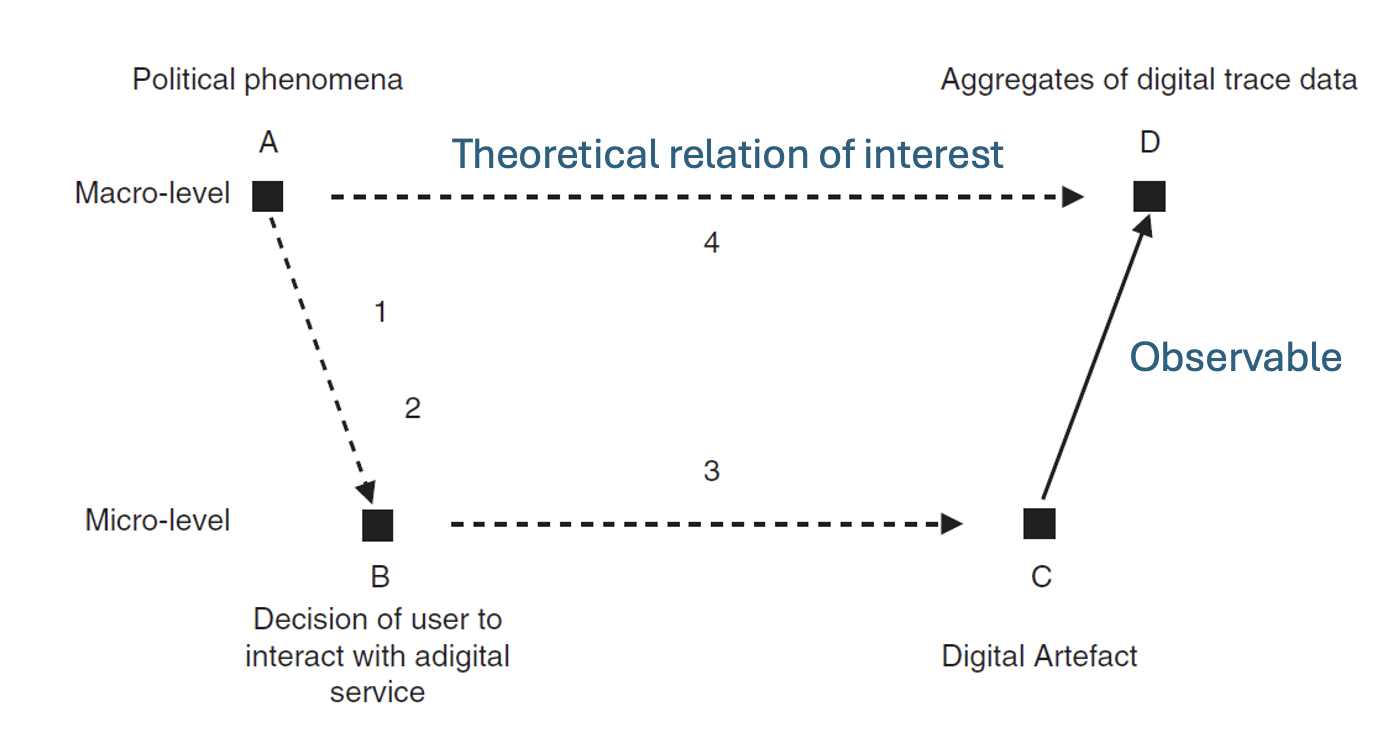 Political phenomena
Aggregates of digital trace data
A
D
Theoretical relation of interest
Macro-level
4
1
Observable
2
3
Micro-level
B
C
Decision of user to
interact with adigital
service
Digital Artefact